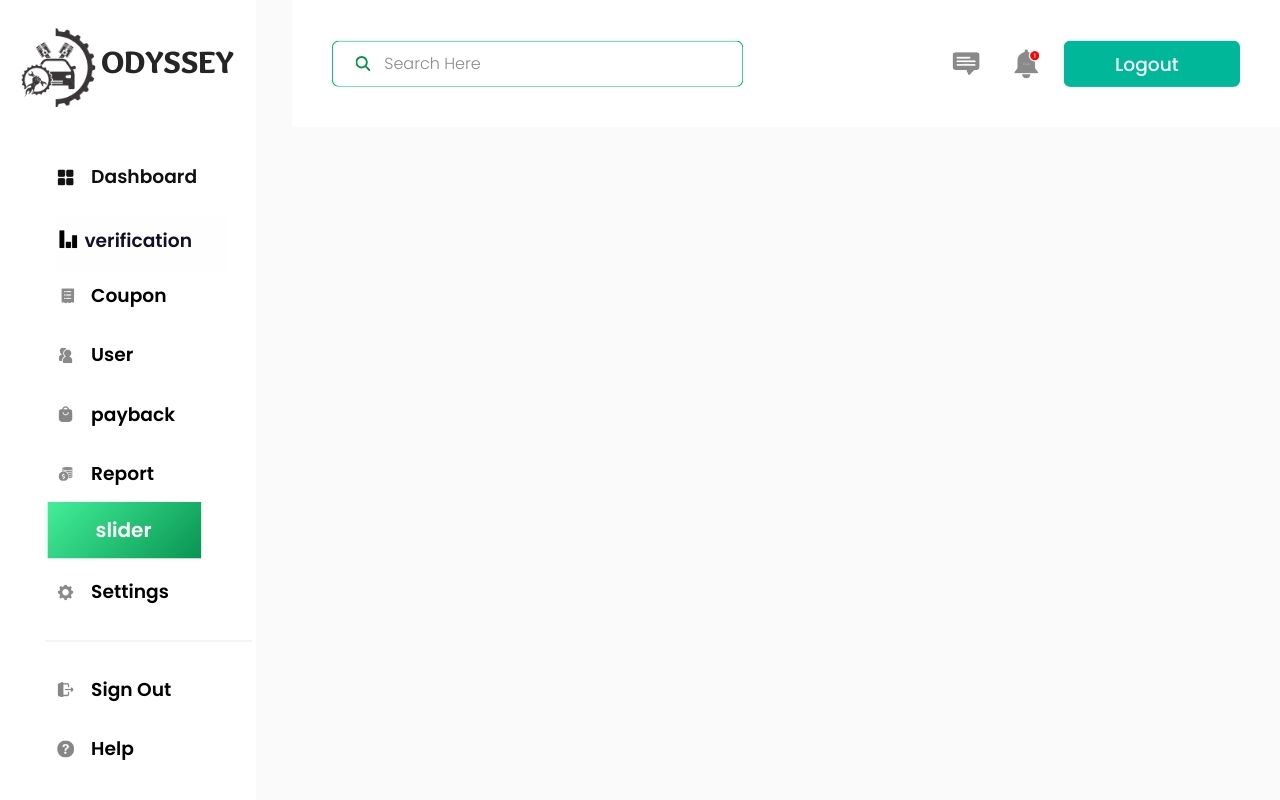 ODYSSEY
Search Here
Logout
Dashboard
verification
Coupon
User
payback
Report
slider
Settings
Sign Out
Help